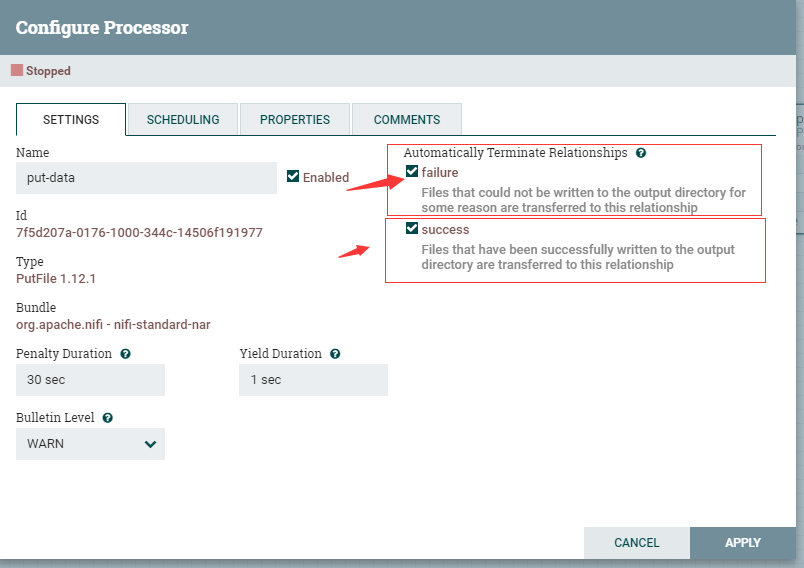 Configure Processor
Stopped
SETTINGS
SCHEDULING
PROPERTIES
COMMENTS
Name
put-data
Enabled
Id
7f5d207a-0176-1000-344c-14506f191977
Type
PutFile 1.12.1
Bundle
org.apache.nifi - nifi-standard-nar
Penalty Duration
30 sec
Yield Duration
1 sec
Bulletin Level
WARN
Automatically Terminate Relationships
failure
Files that could not be written to the output directory for
some reason are transferred to this relationship
success
Files that have been successfully written to the output
directory are transferred to this relationship
CANCEL
APPLY